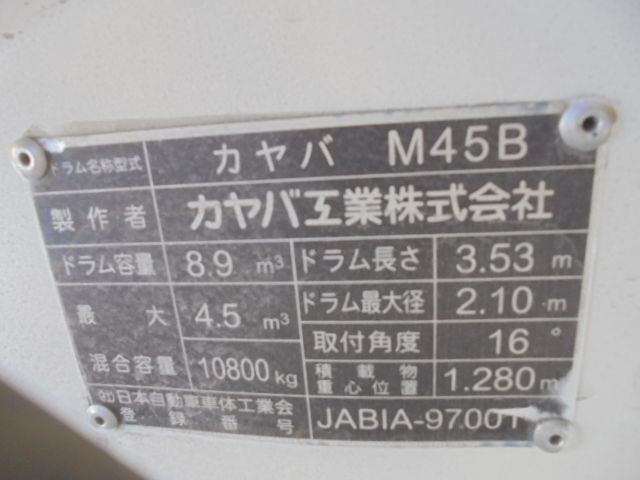 ドラム名称型式 カヤバ M45B
製作者 カヤバ工業株式会社
ドラム容量 8.9 m³ ドラム長さ 3.53 m
最大 4.5 m³ ドラム最大径 2.10 m
混合容量 10800kg 取付角度 16°
積載物重心位置 1.280 m
㈳日本自動車車体工業会
登録番号 JABIA-97001